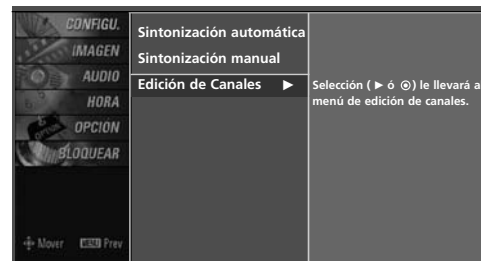 CONFIGU.
IMAGEN
AUDIO
HORA
OPCION
BLOQUEAR
Mover MENU Prev
Sintonización automática
Sintonización manual
Edición de Canales ►
Selección ( ► ó ⊙) le llevará a
menú de edición de canales.